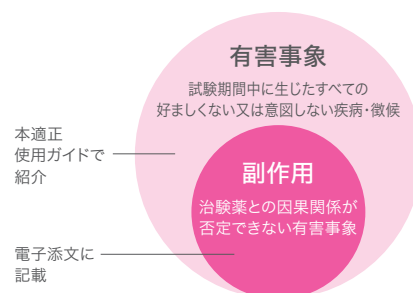 有害事象
試験期間中に生じたすべての
好ましくない又は意図しない疾病・徴候
本適正
使用ガイドで
紹介
副作用
治験薬との因果関係が
否定できない有害事象
電子添文に
記載